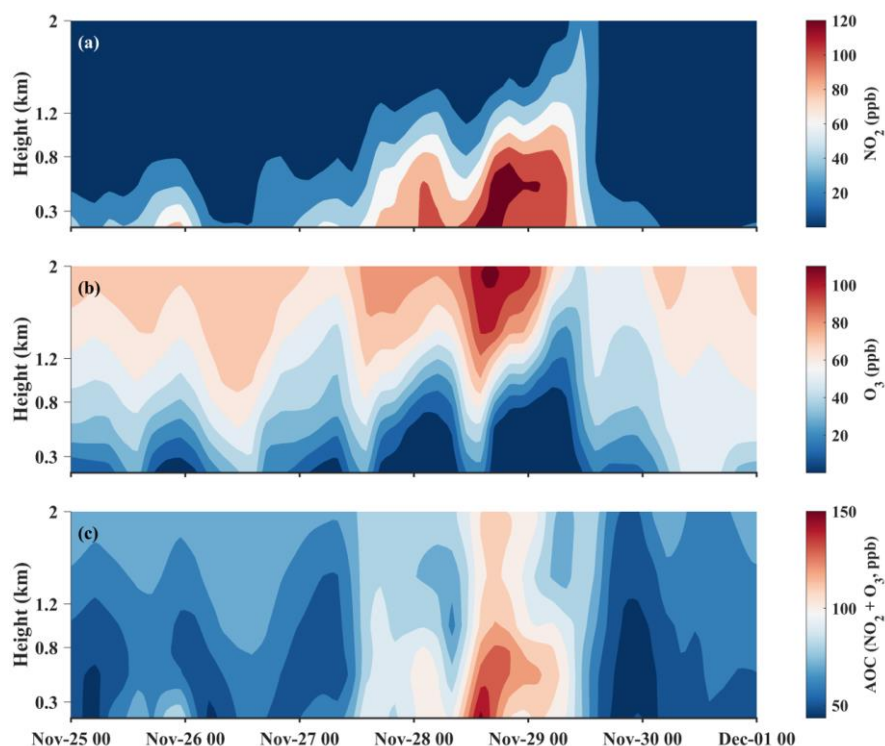 (a)
2
1.2
0.8
0.3
Height (km)
120
100
80
60
40
20
NO₂ (ppb)
(b)
2
1.2
0.8
0.3
Height (km)
100
80
60
40
20
O₃ (ppb)
(c)
2
1.2
0.8
0.3
Height (km)
150
100
50
AOC (NO₂ + O₃, ppb)
Nov-25 00 Nov-26 00 Nov-27 00 Nov-28 00 Nov-29 00 Nov-30 00 Dec-01 00